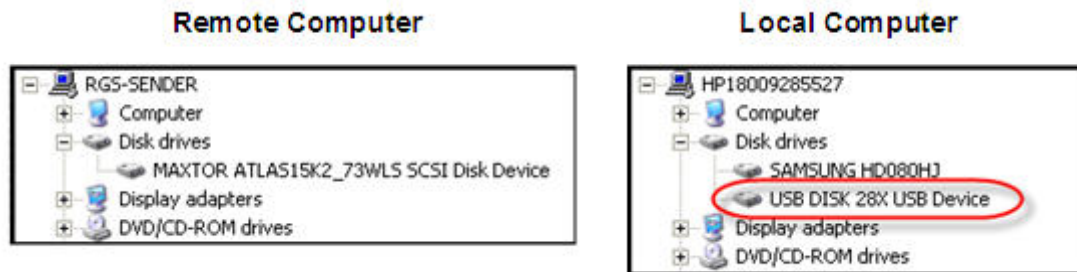 Remote Computer
RGS-SENDER
Computer
Disk drives
MAXTOR ATLAS15K2_73WLS SCSI Disk Device
Display adapters
DVD/CD-ROM drives
Local Computer
HP18009285527
Computer
Disk drives
SAMSUNG HD080HJ
USB DISK 28X USB Device
Display adapters
DVD/CD-ROM drives